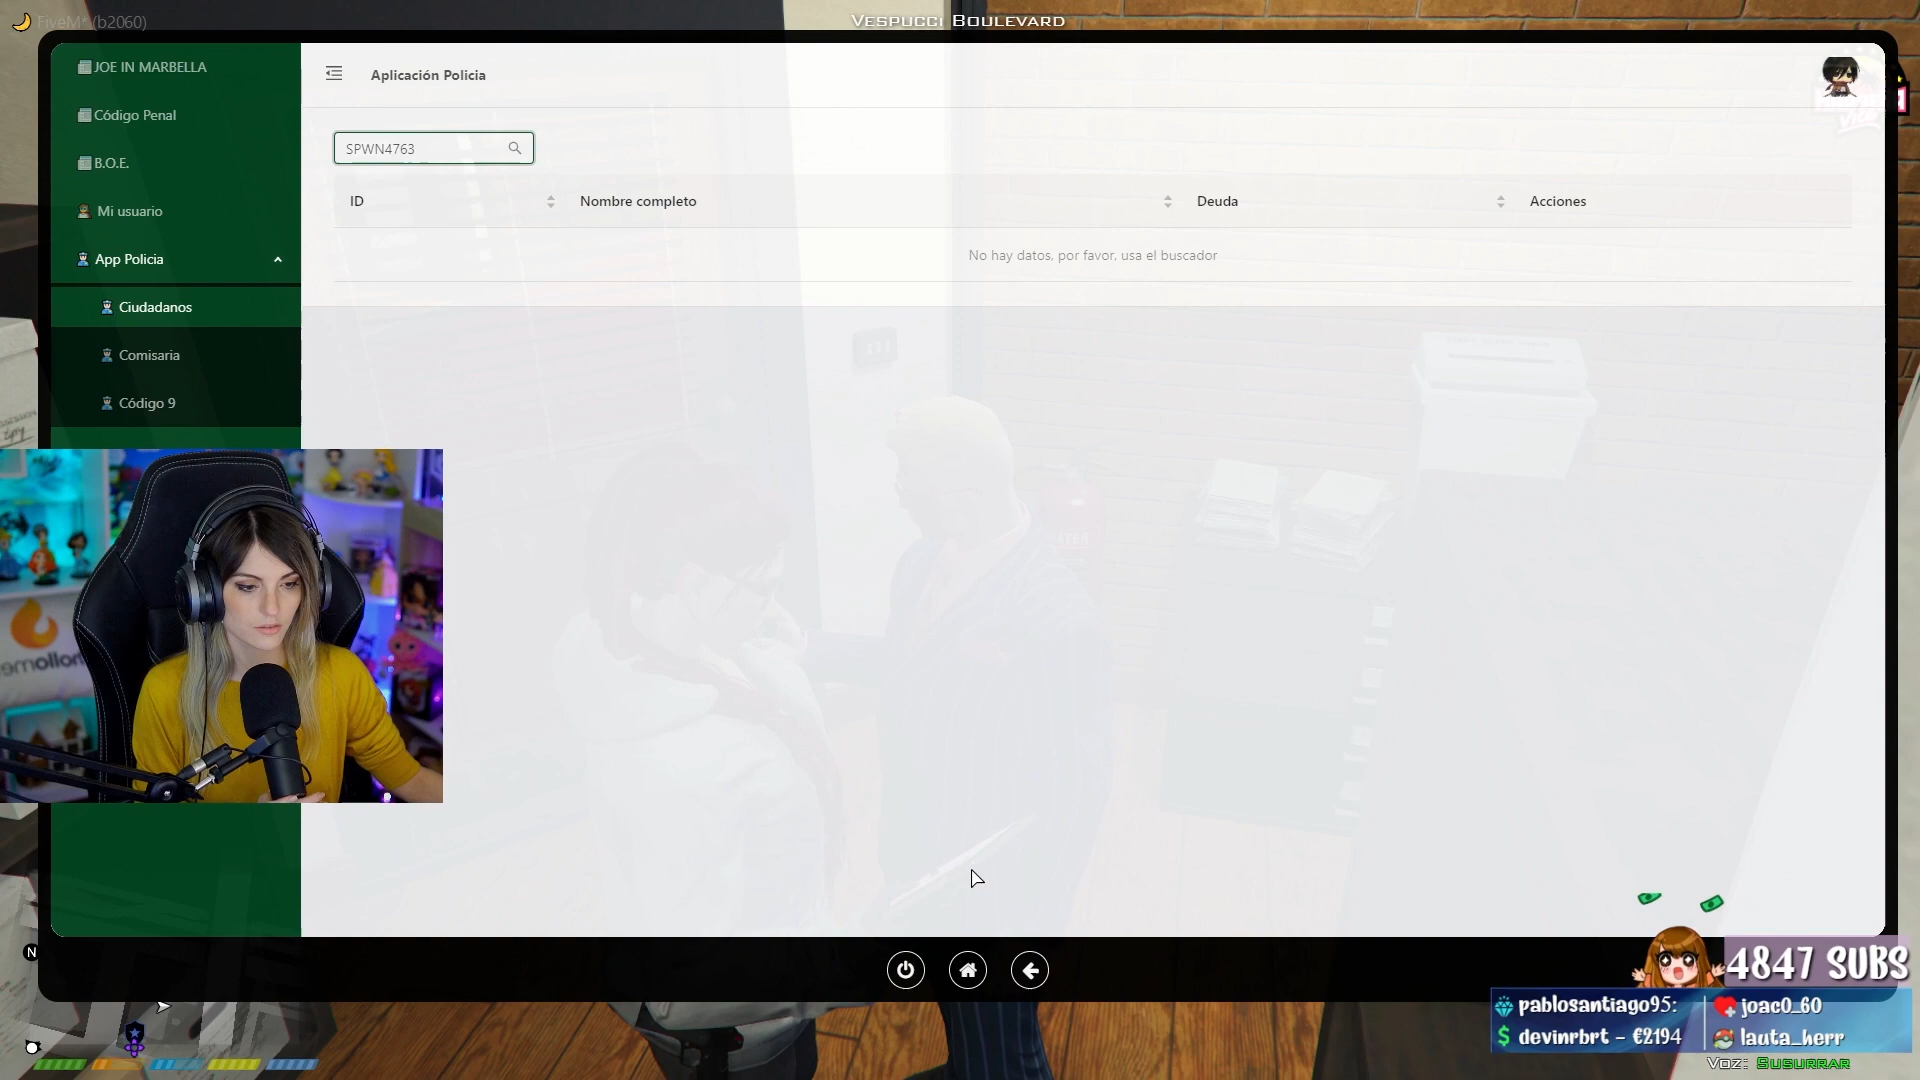 FiveM* (b2060)
Vespucci Boulevard
JOE IN MARBELLA
Código Penal
B.O.E.
Mi usuario
App Policia
Ciudadanos
Comisaria
Código 9
Aplicación Policia
SPWN4763
ID
Nombre completo
Deuda
Acciones
No hay datos, por favor, usa el buscador
N
4847 SUBS
pablosantiago95:
joac0_60
devinrbrt - €2194
lauta_herr
Voz: Susurrar